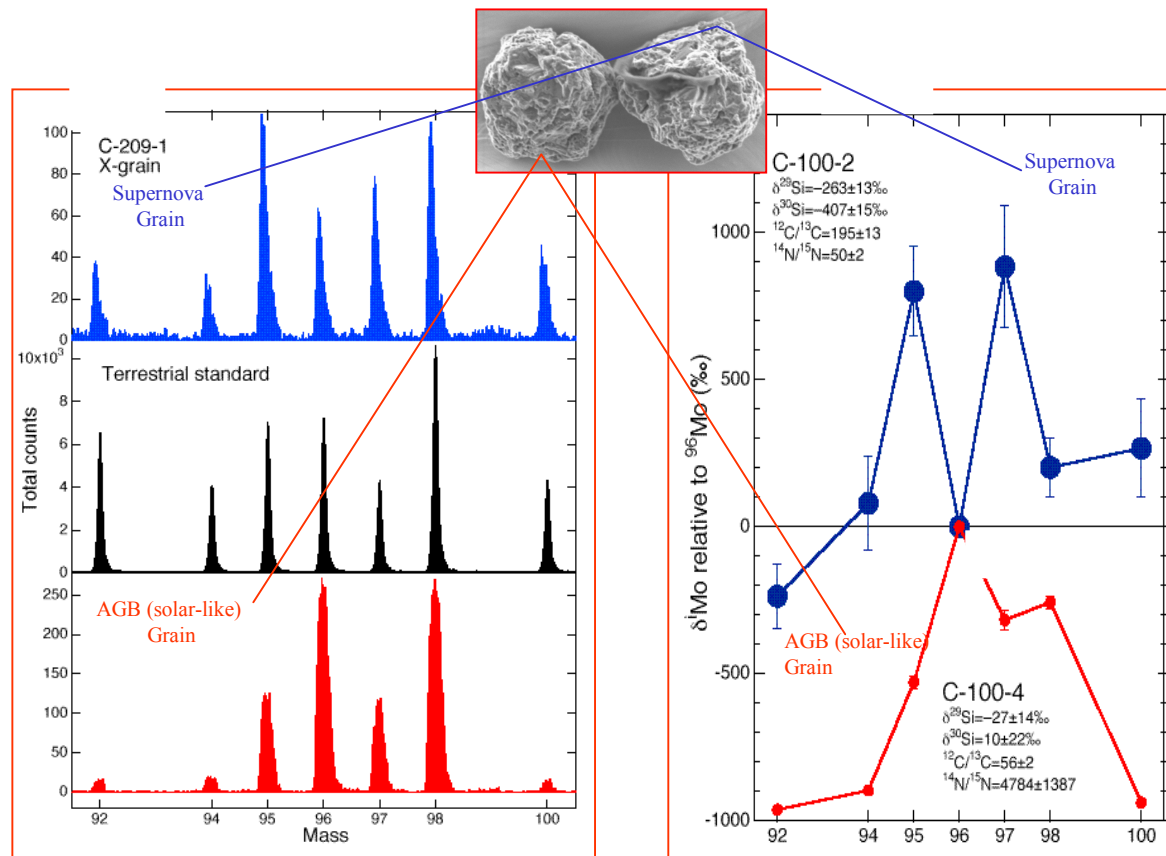 C-209-1
X-grain
Supernova
Grain
100
80
60
40
20
0
Terrestrial standard
10x10³
8
6
4
2
0
Total counts
AGB (solar-like)
Grain
250
200
150
100
50
0
92 94 95 96 97 98 100
Mass
C-100-2
δ²⁹Si=−263±13‰
δ³⁰Si=−407±15‰
¹²C/¹³C=195±13
¹⁴N/¹⁵N=50±2
Supernova
Grain
1000
500
0
-500
-1000
δⁱMo relative to ⁹⁶Mo (‰)
AGB (solar-like)
Grain
C-100-4
δ²⁹Si=−27±14‰
δ³⁰Si=10±22‰
¹²C/¹³C=56±2
¹⁴N/¹⁵N=4784±1387
92 94 95 96 97 98 100